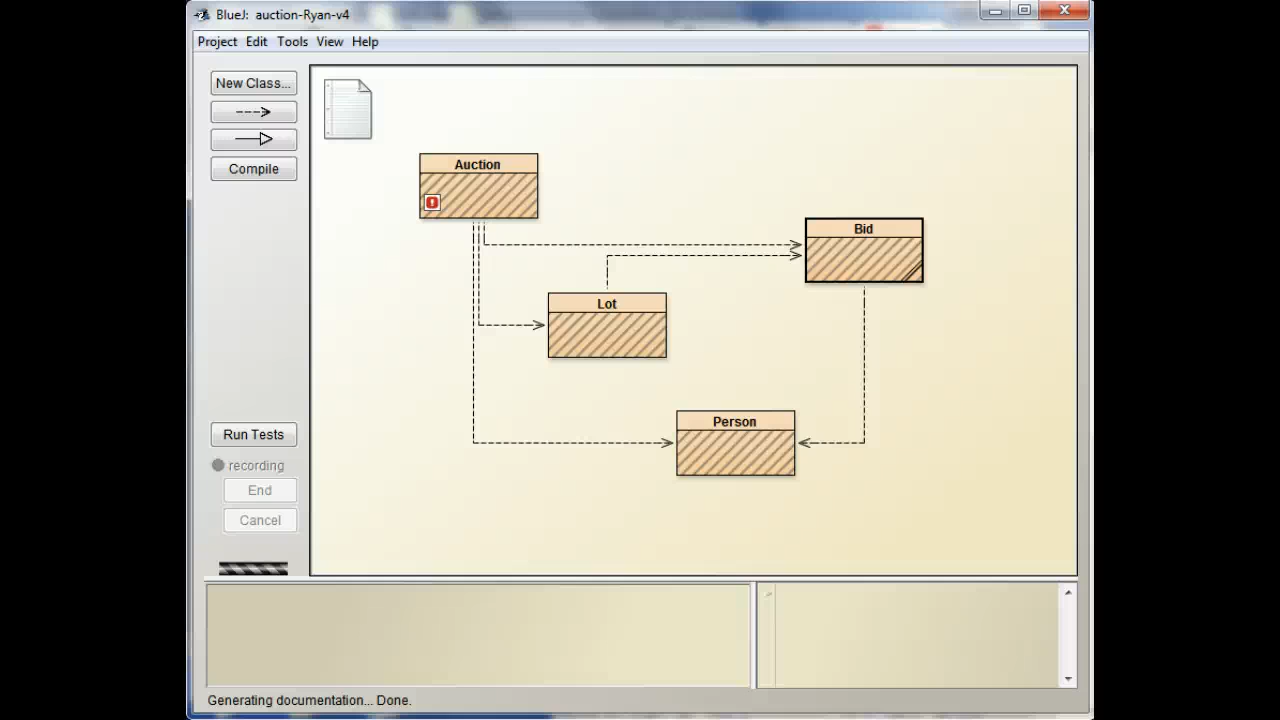 BlueJ: auction-Ryan-v4
Project Edit Tools View Help
New Class...
Compile
Auction
Bid
Lot
Person
Run Tests
recording
End
Cancel
Generating documentation... Done.